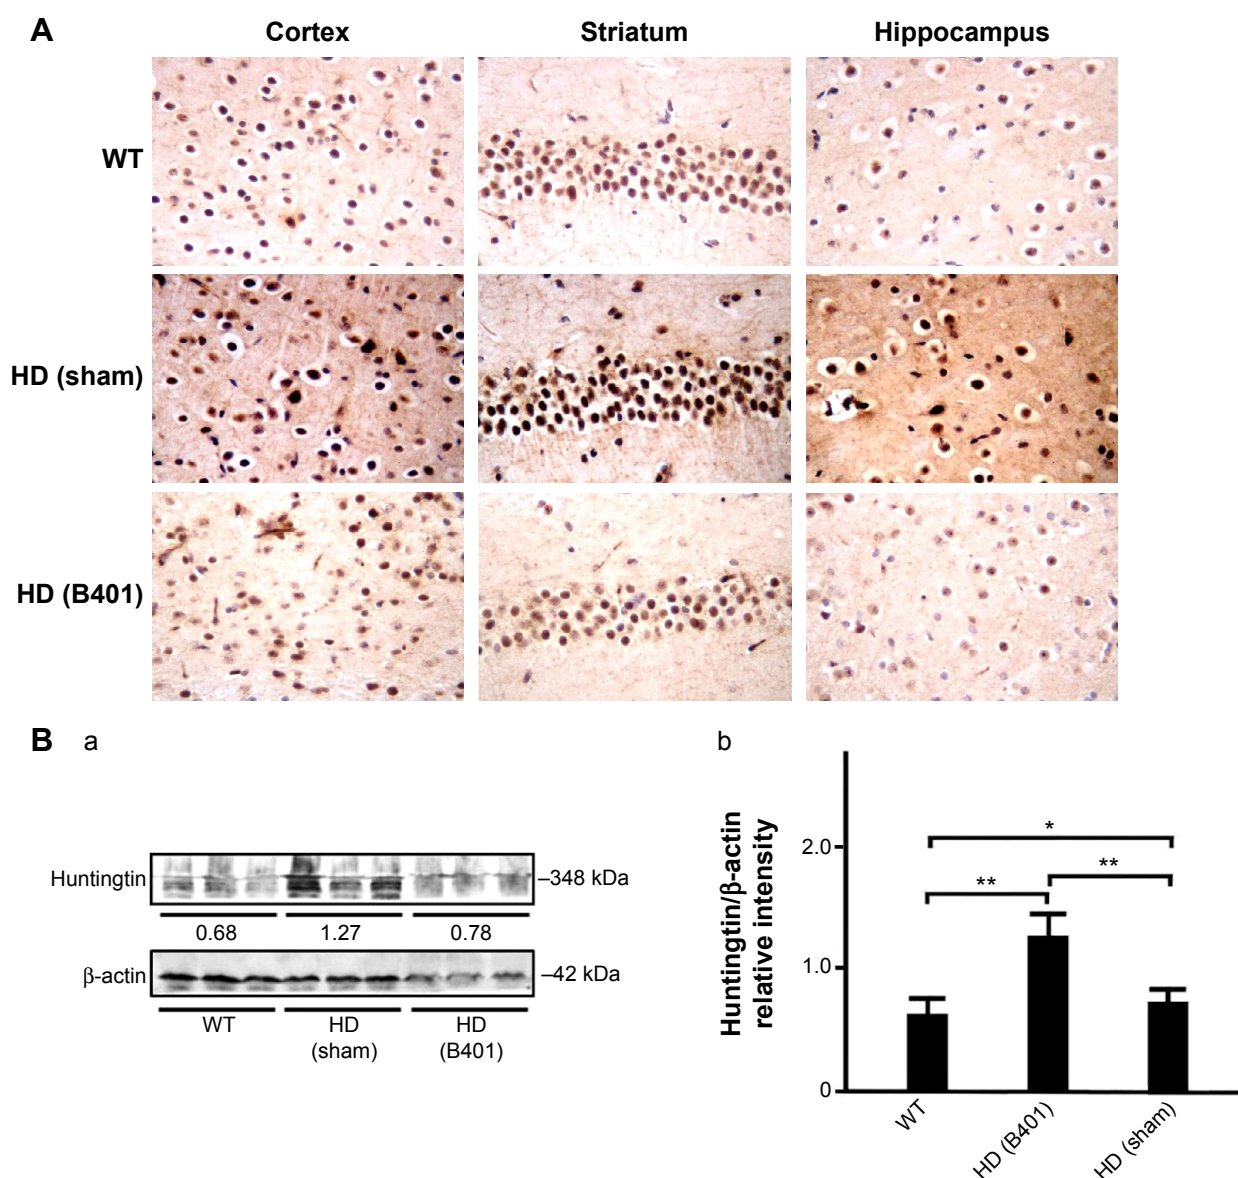 A
Cortex
Striatum
Hippocampus
WT
HD (sham)
HD (B401)
B
a
Huntingtin
–348 kDa
0.68
1.27
0.78
β-actin
–42 kDa
WT
HD
(sham)
HD
(B401)
b
Huntingtin/β-actin
relative intensity
2.0
1.0
0
*
**
**
WT
HD (B401)
HD (sham)